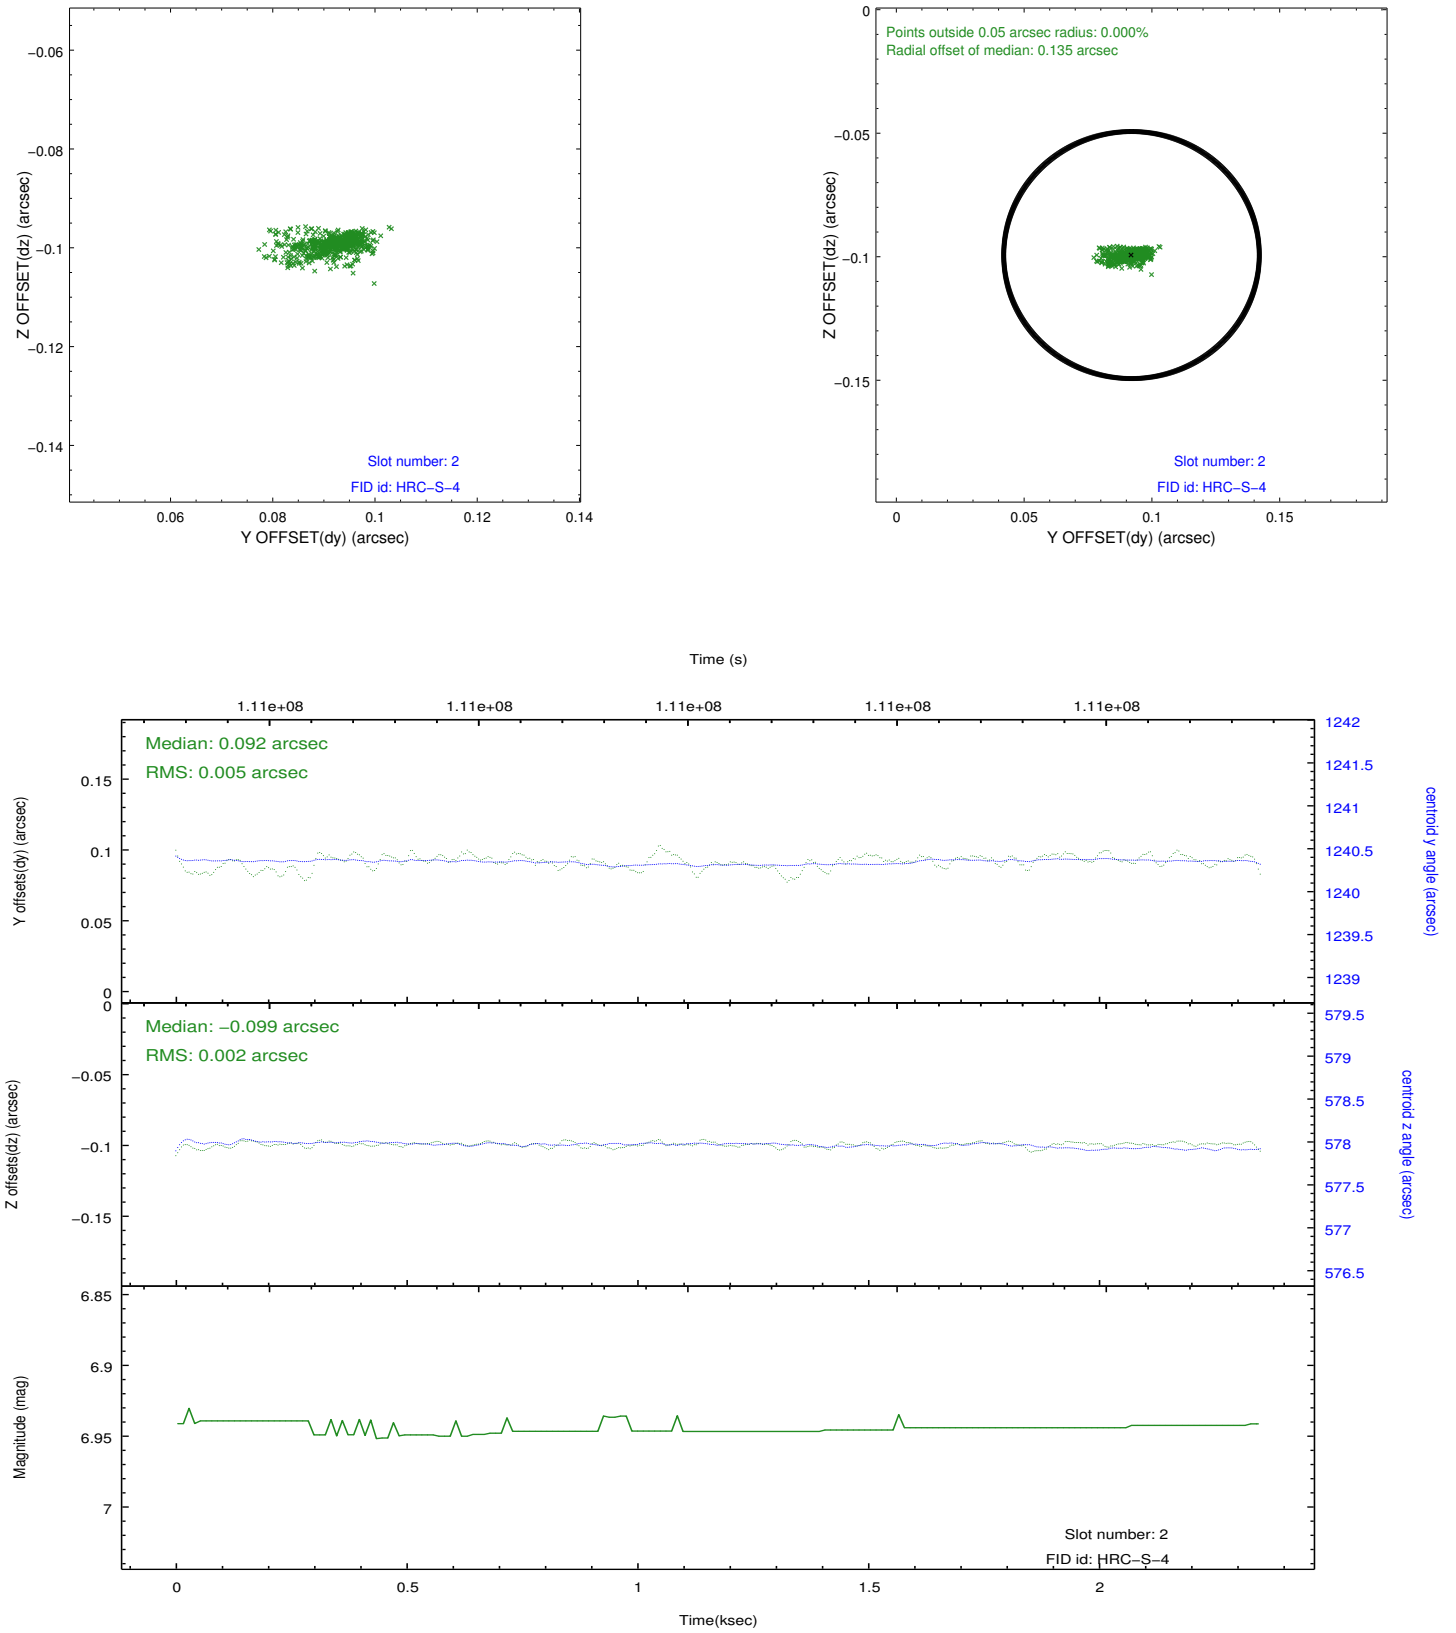 −0.06
−0.08
−0.1
−0.12
−0.14
Z OFFSET(dz) (arcsec)
Slot number: 2
FID id: HRC−S−4
0.06
0.08
0.1
0.12
0.14
Y OFFSET(dy) (arcsec)
0
−0.05
−0.1
−0.15
Z OFFSET(dz) (arcsec)
Points outside 0.05 arcsec radius: 0.000%
Radial offset of median: 0.135 arcsec
Slot number: 2
FID id: HRC−S−4
0
0.05
0.1
0.15
Y OFFSET(dy) (arcsec)
Time (s)
1.11e+08
1.11e+08
1.11e+08
1.11e+08
1.11e+08
Median: 0.092 arcsec
RMS: 0.005 arcsec
0.15
0.1
0.05
0
Y offsets(dy) (arcsec)
1242
1241.5
1241
1240.5
1240
1239.5
1239
centroid y angle (arcsec)
Median: −0.099 arcsec
RMS: 0.002 arcsec
0
−0.05
−0.1
−0.15
Z offsets(dz) (arcsec)
579.5
579
578.5
578
577.5
577
576.5
centroid z angle (arcsec)
6.85
6.9
6.95
7
Magnitude (mag)
Slot number: 2
FID id: HRC−S−4
0
0.5
1
1.5
2
Time(ksec)